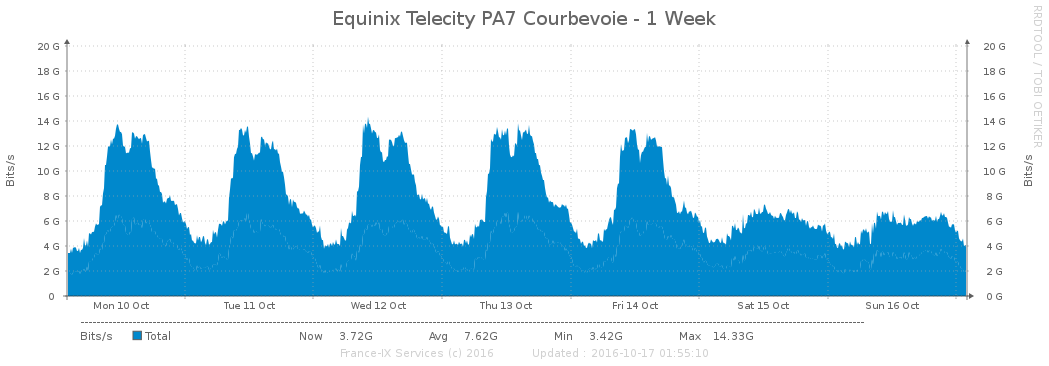 Equinix Telecity PA7 Courbevoie - 1 Week
RRDTOOL / TOBI OETIKER
Bits/s
20 G
18 G
16 G
14 G
12 G
10 G
8 G
6 G
4 G
2 G
0
20 G
18 G
16 G
14 G
12 G
10 G
8 G
6 G
4 G
2 G
0 G
Bits/s
Mon 10 Oct Tue 11 Oct Wed 12 Oct Thu 13 Oct Fri 14 Oct Sat 15 Oct Sun 16 Oct
Bits/s Total Now 3.72G Avg 7.62G Min 3.42G Max 14.33G
France-IX Services (c) 2016 Updated : 2016-10-17 01:55:10